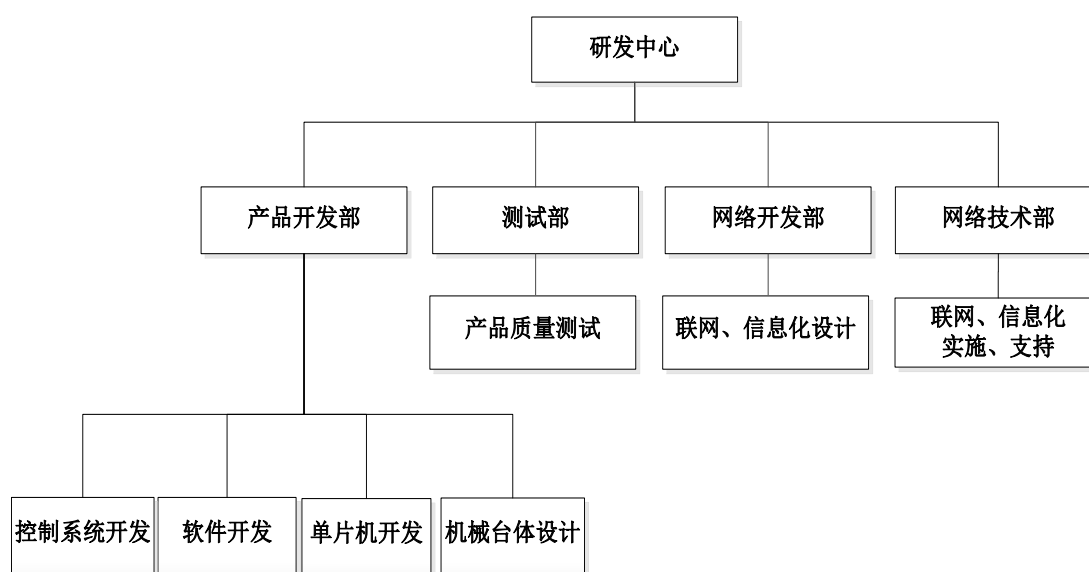 研发中心
产品开发部
测试部
网络开发部
网络技术部
产品质量测试
联网、信息化设计
联网、信息化
实施、支持
控制系统开发
软件开发
单片机开发
机械台体设计